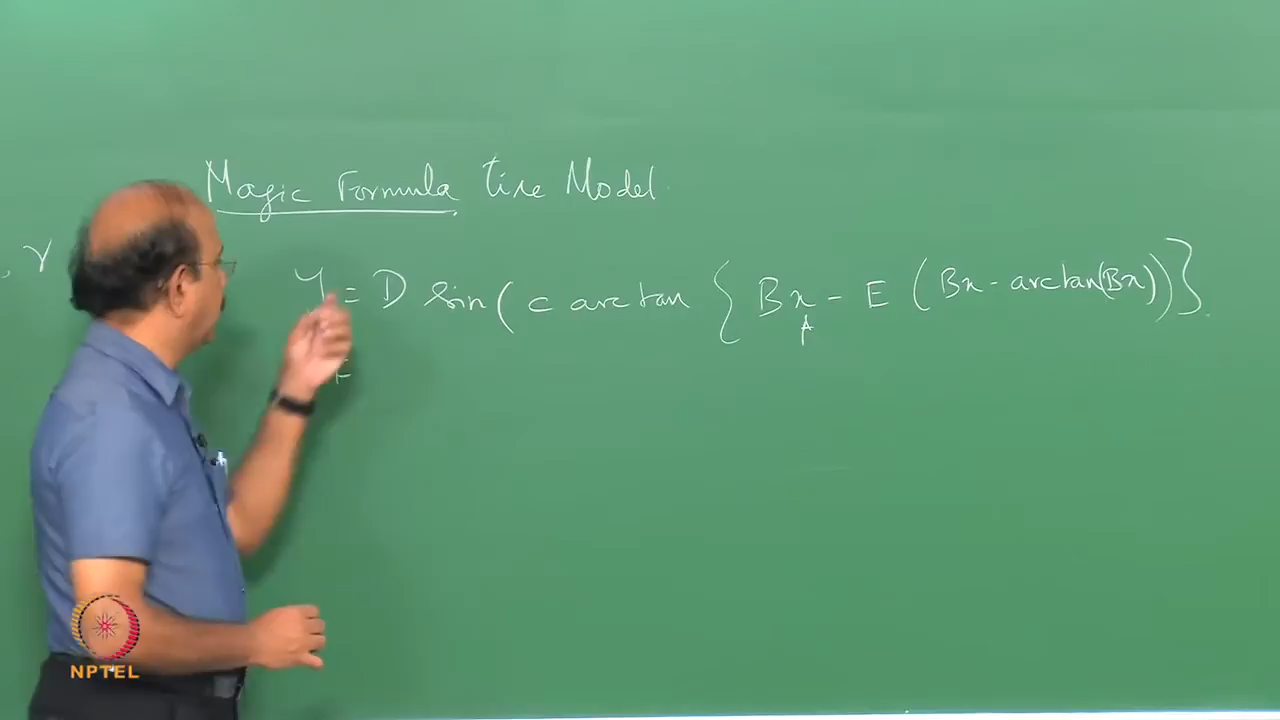 Magic Formula tire Model
, γ
y = D sin( c arctan { Bx - E (Bx - arctan(Bx))}.
F
NPTEL